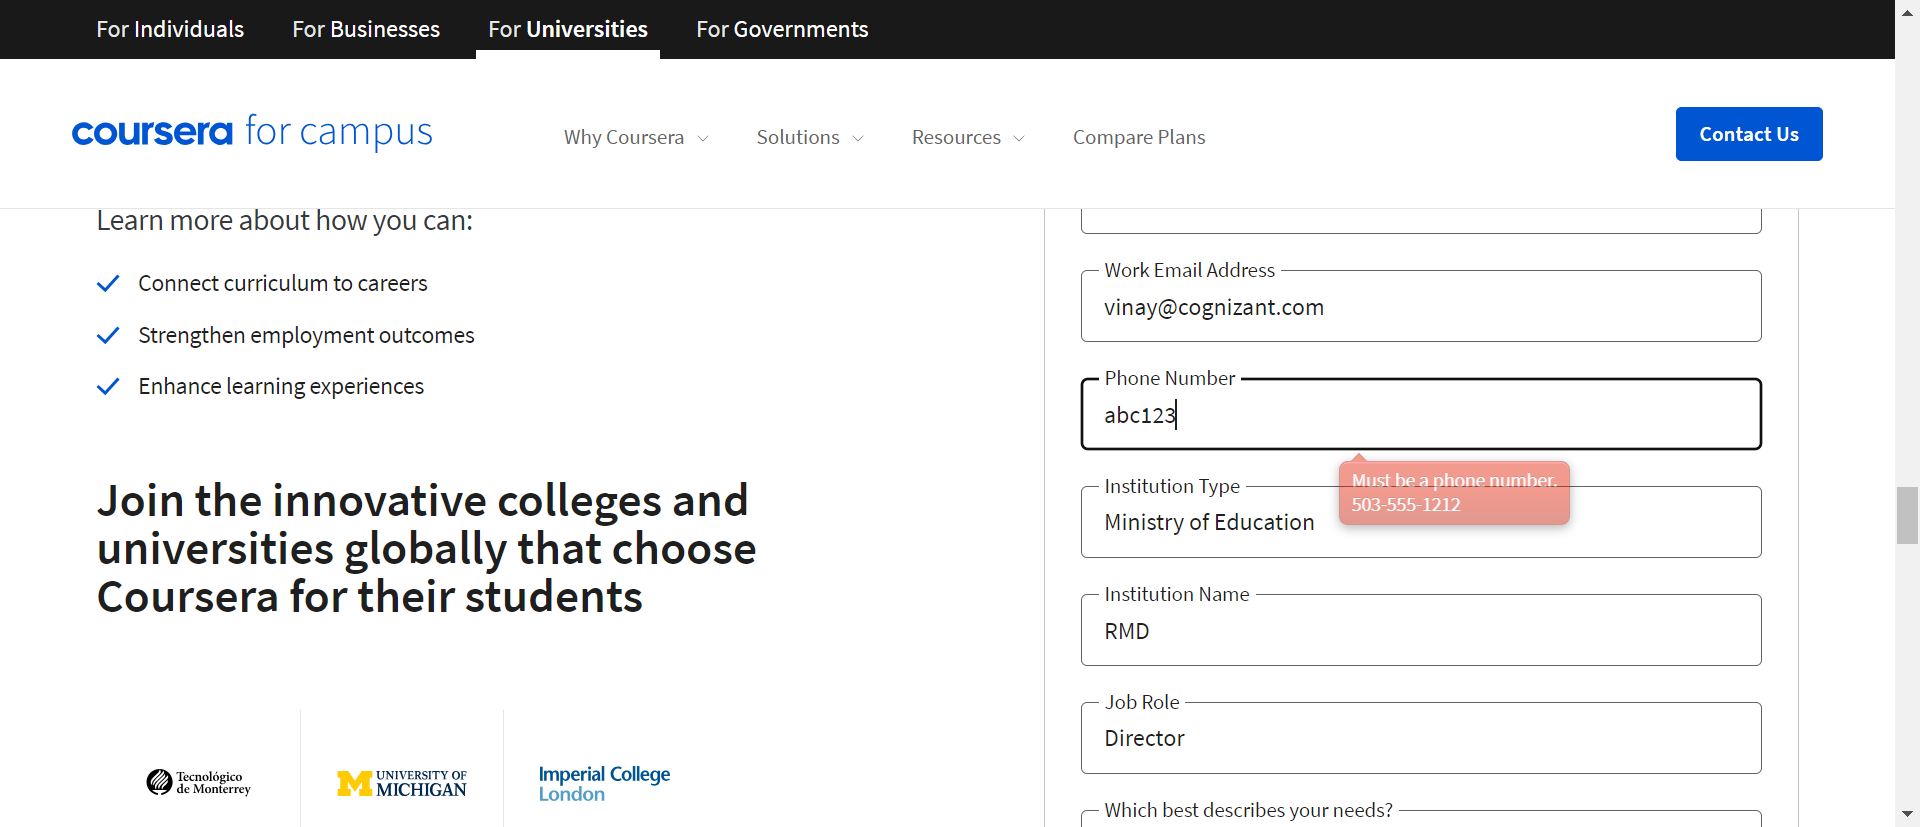 For Individuals
For Businesses
For Universities
For Governments
coursera for campus
Why Coursera
Solutions
Resources
Compare Plans
Contact Us
Learn more about how you can:
Connect curriculum to careers
Strengthen employment outcomes
Enhance learning experiences
Join the innovative colleges and
universities globally that choose
Coursera for their students
Tecnológico
de Monterrey
M UNIVERSITY OF
MICHIGAN
Imperial College
London
Work Email Address
vinay@cognizant.com
Phone Number
abc123
Must be a phone number.
503-555-1212
Institution Type
Ministry of Education
Institution Name
RMD
Job Role
Director
Which best describes your needs?